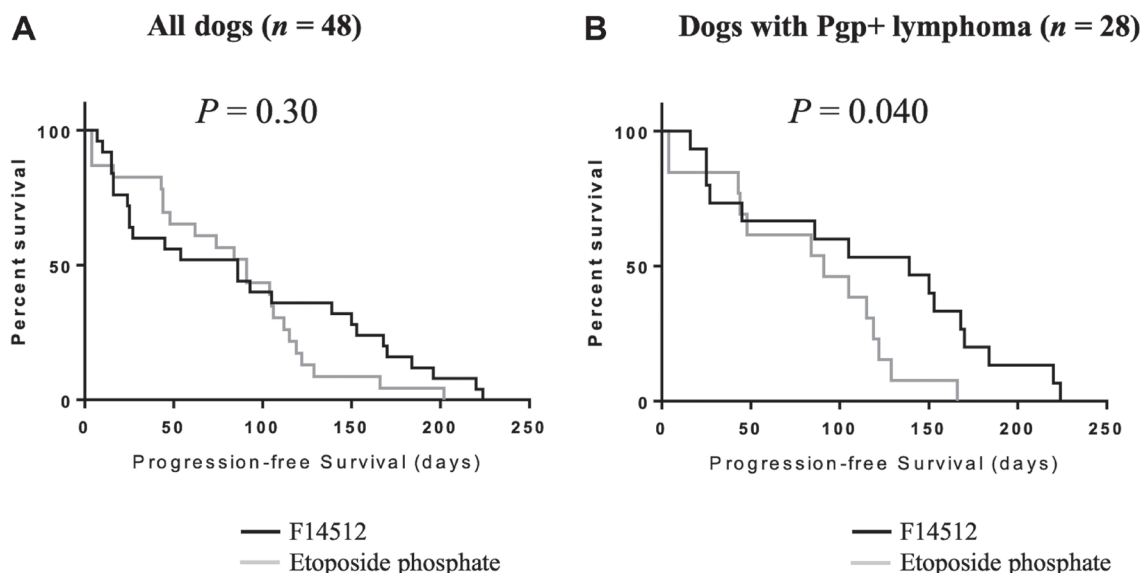 A All dogs (n = 48)
P = 0.30
Percent survival
100
50
0
0 50 100 150 200 250
Progression-free Survival (days)
F14512
Etoposide phosphate
B Dogs with Pgp+ lymphoma (n = 28)
P = 0.040
Percent survival
100
50
0
0 50 100 150 200 250
Progression-free Survival (days)
F14512
Etoposide phosphate